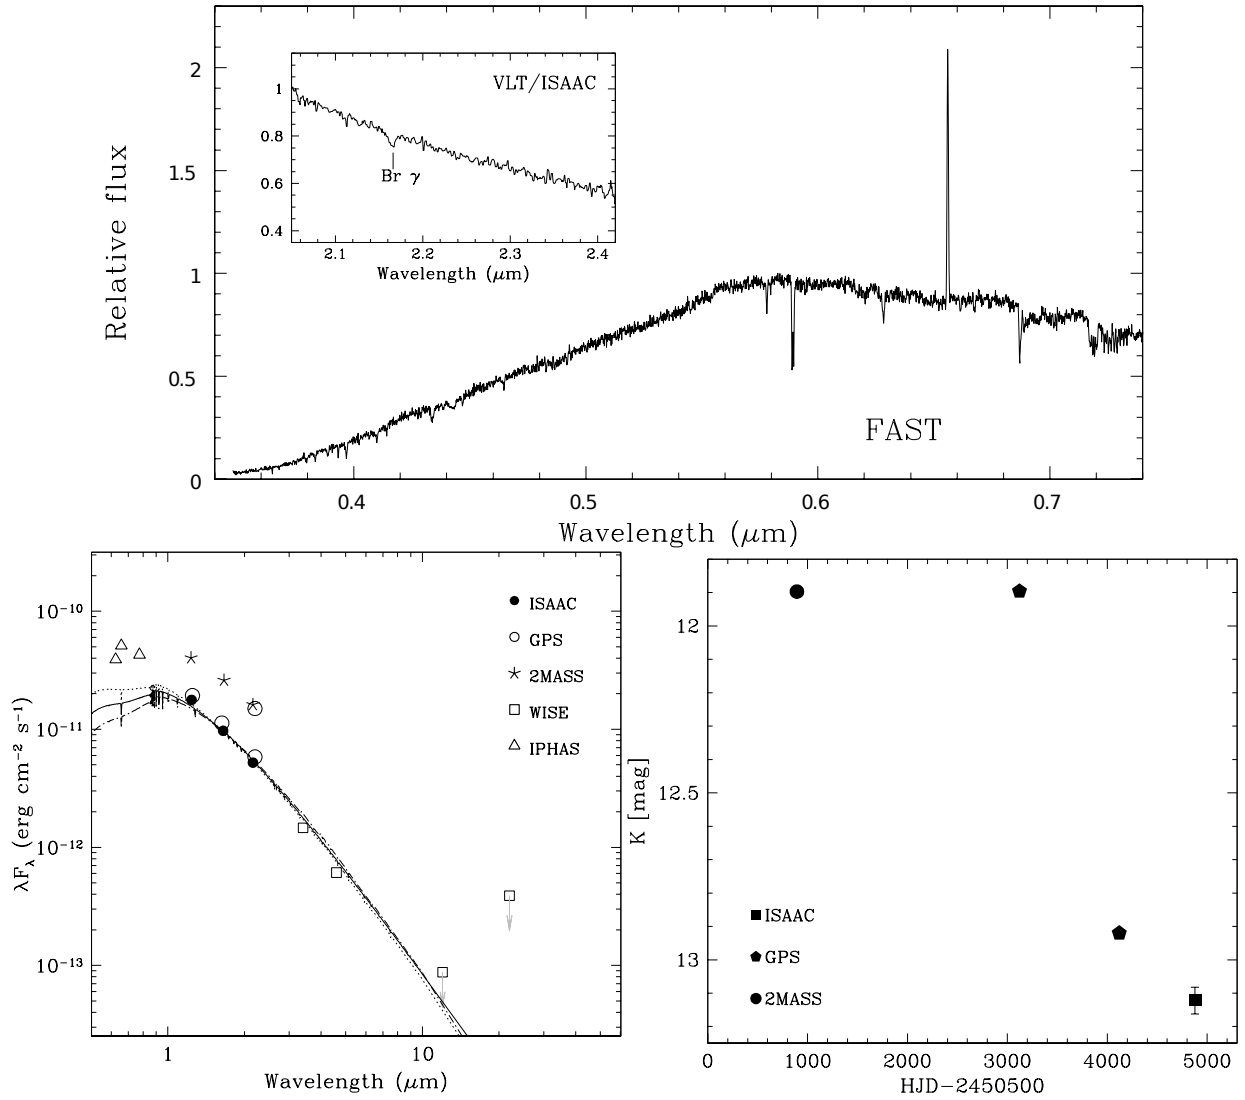 VLT/ISAAC
1
0.8
0.6
0.4
Br γ
2.1 2.2 2.3 2.4
Wavelength (μm)
Relative flux
2
1.5
1
0.5
0
FAST
0.4 0.5 0.6 0.7
Wavelength (μm)
λFλ (erg cm−2 s−1)
10−10
10−11
10−12
10−13
ISAAC
GPS
2MASS
WISE
IPHAS
1 10
Wavelength (μm)
K [mag]
12
12.5
13
ISAAC
GPS
2MASS
0 1000 2000 3000 4000 5000
HJD−2450500